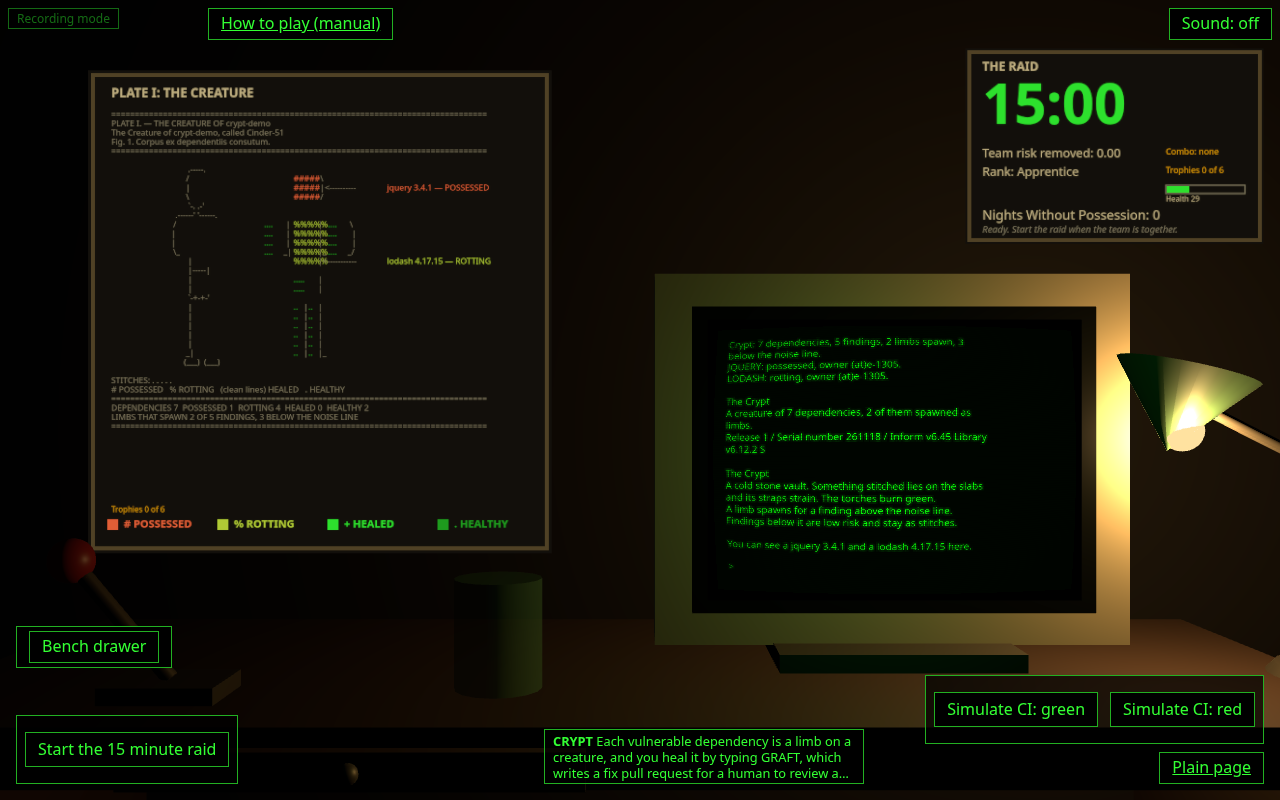 Recording mode
How to play (manual)
Sound: off
PLATE I: THE CREATURE
PLATE I. — THE CREATURE OF crypt-demo
The Creature of crypt-demo, called Cinder-51
Fig. 1. Corpus ex dependentiis consutum.
jquery 3.4.1 — POSSESSED
lodash 4.17.15 — ROTTING
STITCHES: . . . . .
# POSSESSED % ROTTING (clean lines) HEALED . HEALTHY
DEPENDENCIES 7 POSSESSED 1 ROTTING 4 HEALED 0 HEALTHY 2
LIMBS THAT SPAWN 2 OF 5 FINDINGS, 3 BELOW THE NOISE LINE
Trophies 0 of 6
# POSSESSED
% ROTTING
+ HEALED
. HEALTHY
THE RAID
15:00
Team risk removed: 0.00
Combo: none
Rank: Apprentice
Trophies 0 of 6
Health 29
Nights Without Possession: 0
Ready. Start the raid when the team is together.
Crypt: 7 dependencies, 5 findings, 2 limbs spawn, 3
below the noise line.
JQUERY: possessed, owner (at)e-1305.
LODASH: rotting, owner (at)e-1305.
The Crypt
A creature of 7 dependencies, 2 of them spawned as
limbs.
Release 1 / Serial number 261118 / Inform v6.45 Library
v6.12.2 S
The Crypt
A cold stone vault. Something stitched lies on the slabs
and its straps strain. The torches burn green.
A limb spawns for a finding above the noise line.
Findings below it are low risk and stay as stitches.
You can see a jquery 3.4.1 and a lodash 4.17.15 here.
>
Bench drawer
Start the 15 minute raid
CRYPT Each vulnerable dependency is a limb on a
creature, and you heal it by typing GRAFT, which
writes a fix pull request for a human to review a…
Simulate CI: green
Simulate CI: red
Plain page